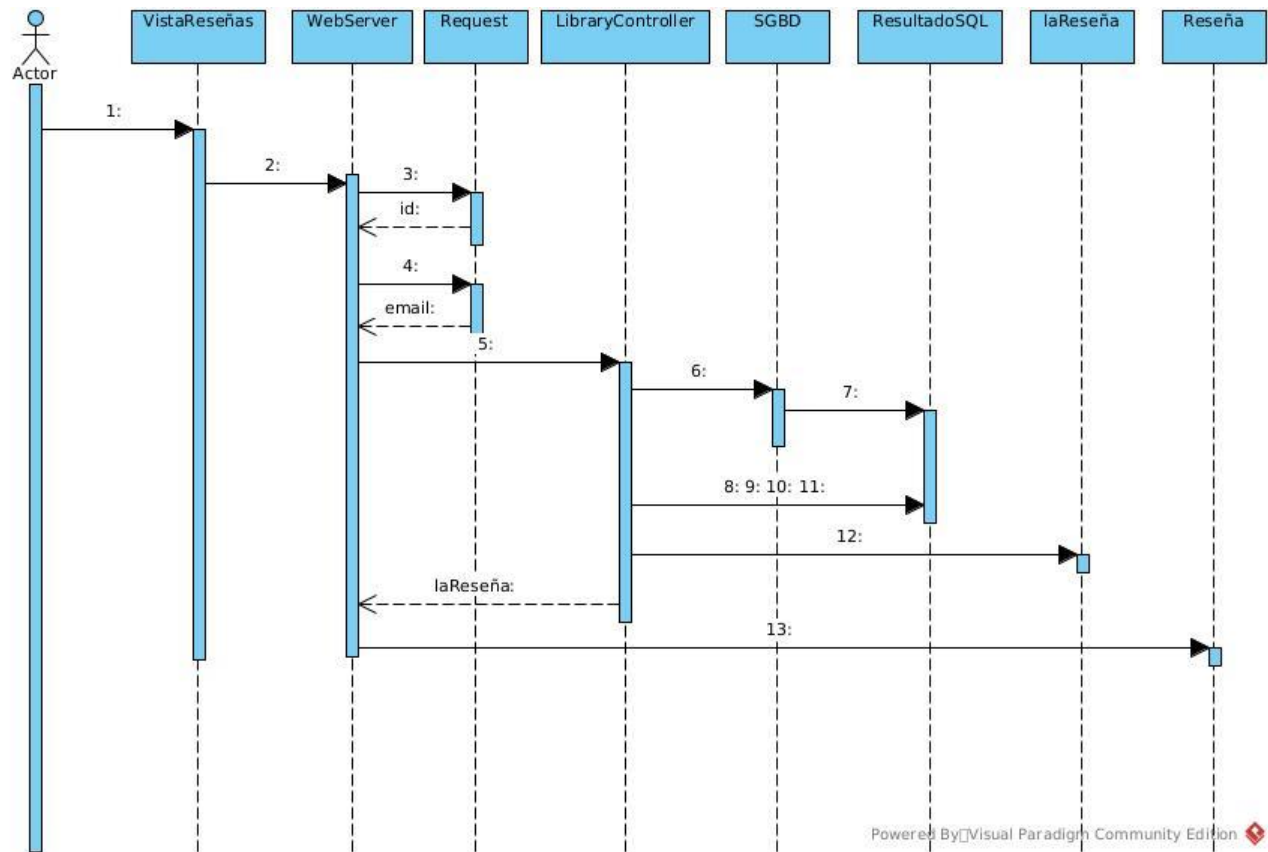 VistaReseñas
WebServer
Request
LibraryController
SGBD
ResultadoSQL
laReseña
Reseña
Actor
1:
2:
3:
id:
4:
email:
5:
6:
7:
8: 9: 10: 11:
12:
laReseña:
13:
Powered By Visual Paradigm Community Edition